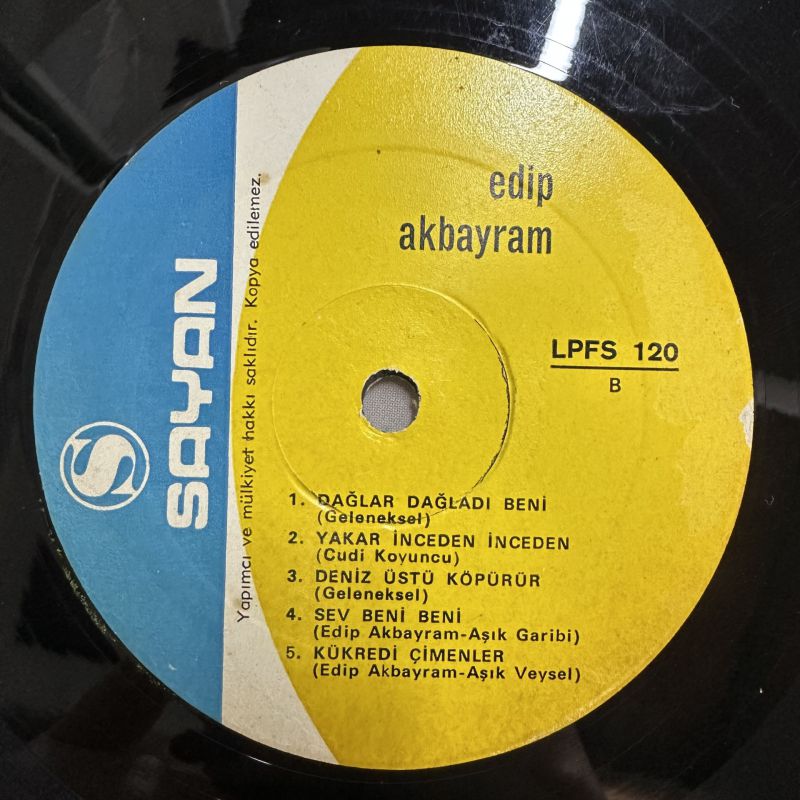 edip
akbayram
LPFS 120
B
SAYAN
S
Yapımcı ve mülkiyet hakkı saklıdır. Kopya edilemez.
1. DAĞLAR DAĞLADI BENİ
(Geleneksel)
2. YAKAR İNCEDEN İNCEDEN
(Cudi Koyuncu)
3. DENİZ ÜSTÜ KÖPÜRÜR
(Geleneksel)
4. SEV BENİ BENİ
(Edip Akbayram-Aşık Garibi)
5. KÜKREDİ ÇİMENLER
(Edip Akbayram-Aşık Veysel)